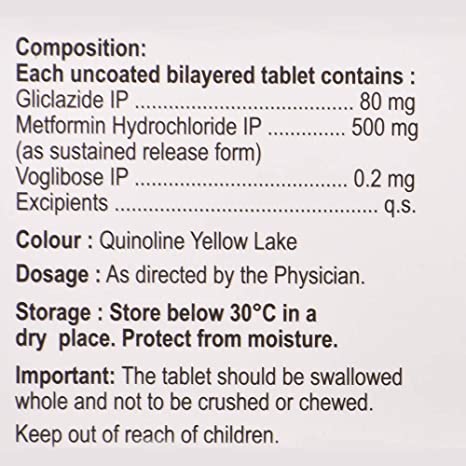 Composition:
Each uncoated bilayered tablet contains :
Gliclazide IP ........................................ 80 mg
Metformin Hydrochloride IP .............. 500 mg
(as sustained release form)
Voglibose IP ....................................... 0.2 mg
Excipients ................................................ q.s.
Colour : Quinoline Yellow Lake
Dosage : As directed by the Physician.
Storage : Store below 30°C in a
dry place. Protect from moisture.
Important: The tablet should be swallowed
whole and not to be crushed or chewed.
Keep out of reach of children.